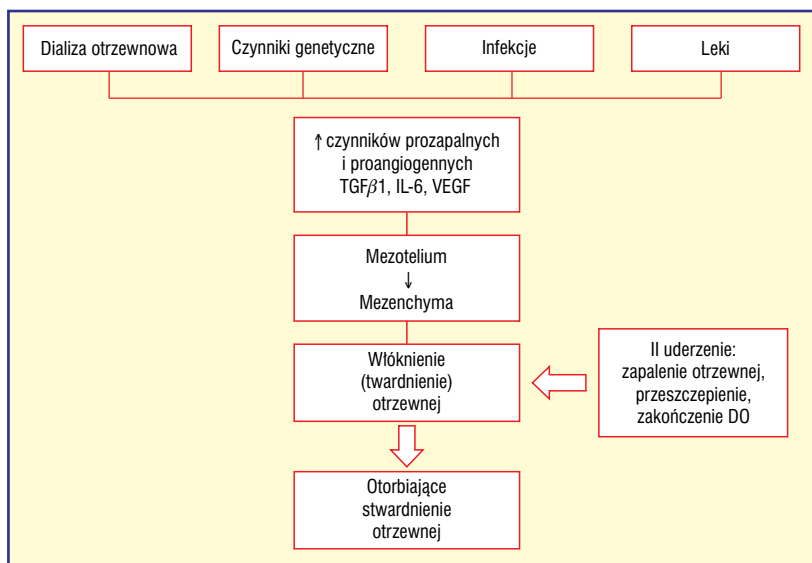 Dializa otrzewnowa
Czynniki genetyczne
Infekcje
Leki
↑ czynników prozapalnych
i proangiogennych
TGFβ1, IL-6, VEGF
Mezotelium
↓
Mezenchyma
Włóknienie
(twardnienie)
otrzewnej
II uderzenie:
zapalenie otrzewnej,
przeszczepienie,
zakończenie DO
Otorbiające
stwardnienie
otrzewnej